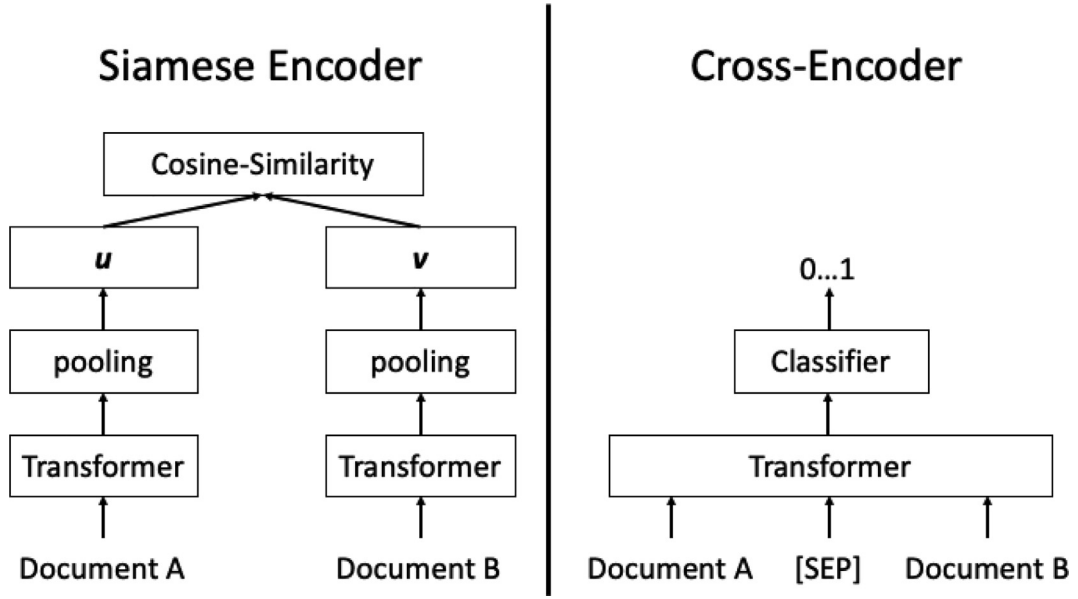 Siamese Encoder
Cosine-Similarity
u
v
pooling
pooling
Transformer
Transformer
Document A
Document B
Cross-Encoder
0...1
Classifier
Transformer
Document A
[SEP]
Document B